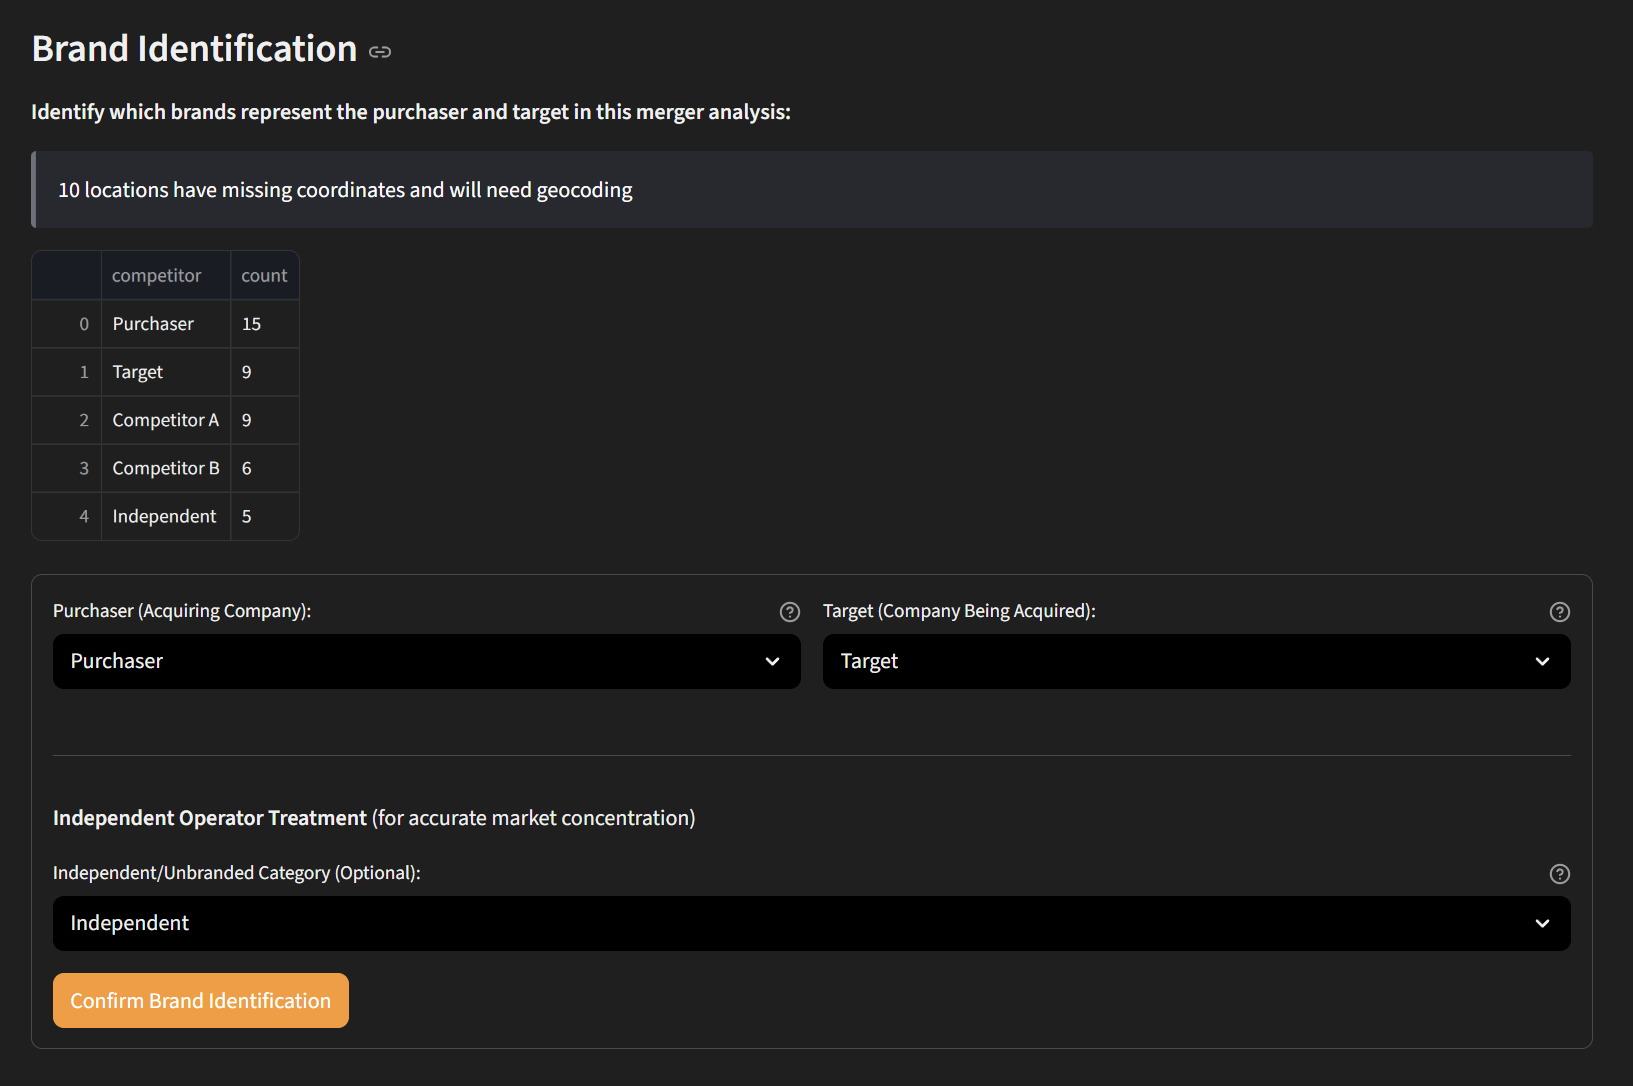 Brand Identification
Identify which brands represent the purchaser and target in this merger analysis:
10 locations have missing coordinates and will need geocoding
competitor count
0 Purchaser 15
1 Target 9
2 Competitor A 9
3 Competitor B 6
4 Independent 5
Purchaser (Acquiring Company):
Target (Company Being Acquired):
Purchaser
Target
Independent Operator Treatment (for accurate market concentration)
Independent/Unbranded Category (Optional):
Independent
Confirm Brand Identification